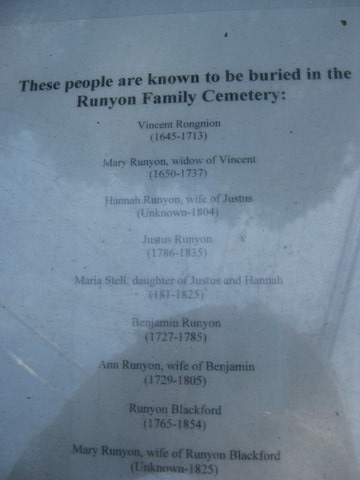 These people are known to be buried in the
Runyon Family Cemetery:
Vincent Rongnion
(1645-1713)
Mary Runyon, widow of Vincent
(1650-1737)
Hannah Runyon, wife of Justus
(Unknown-1804)
Justus Runyon
(1786-1835)
Maria Stell, daughter of Justus and Hannah
(181-1825)
Benjamin Runyon
(1727-1785)
Ann Runyon, wife of Benjamin
(1729-1805)
Runyon Blackford
(1765-1854)
Mary Runyon, wife of Runyon Blackford
(Unknown-1825)